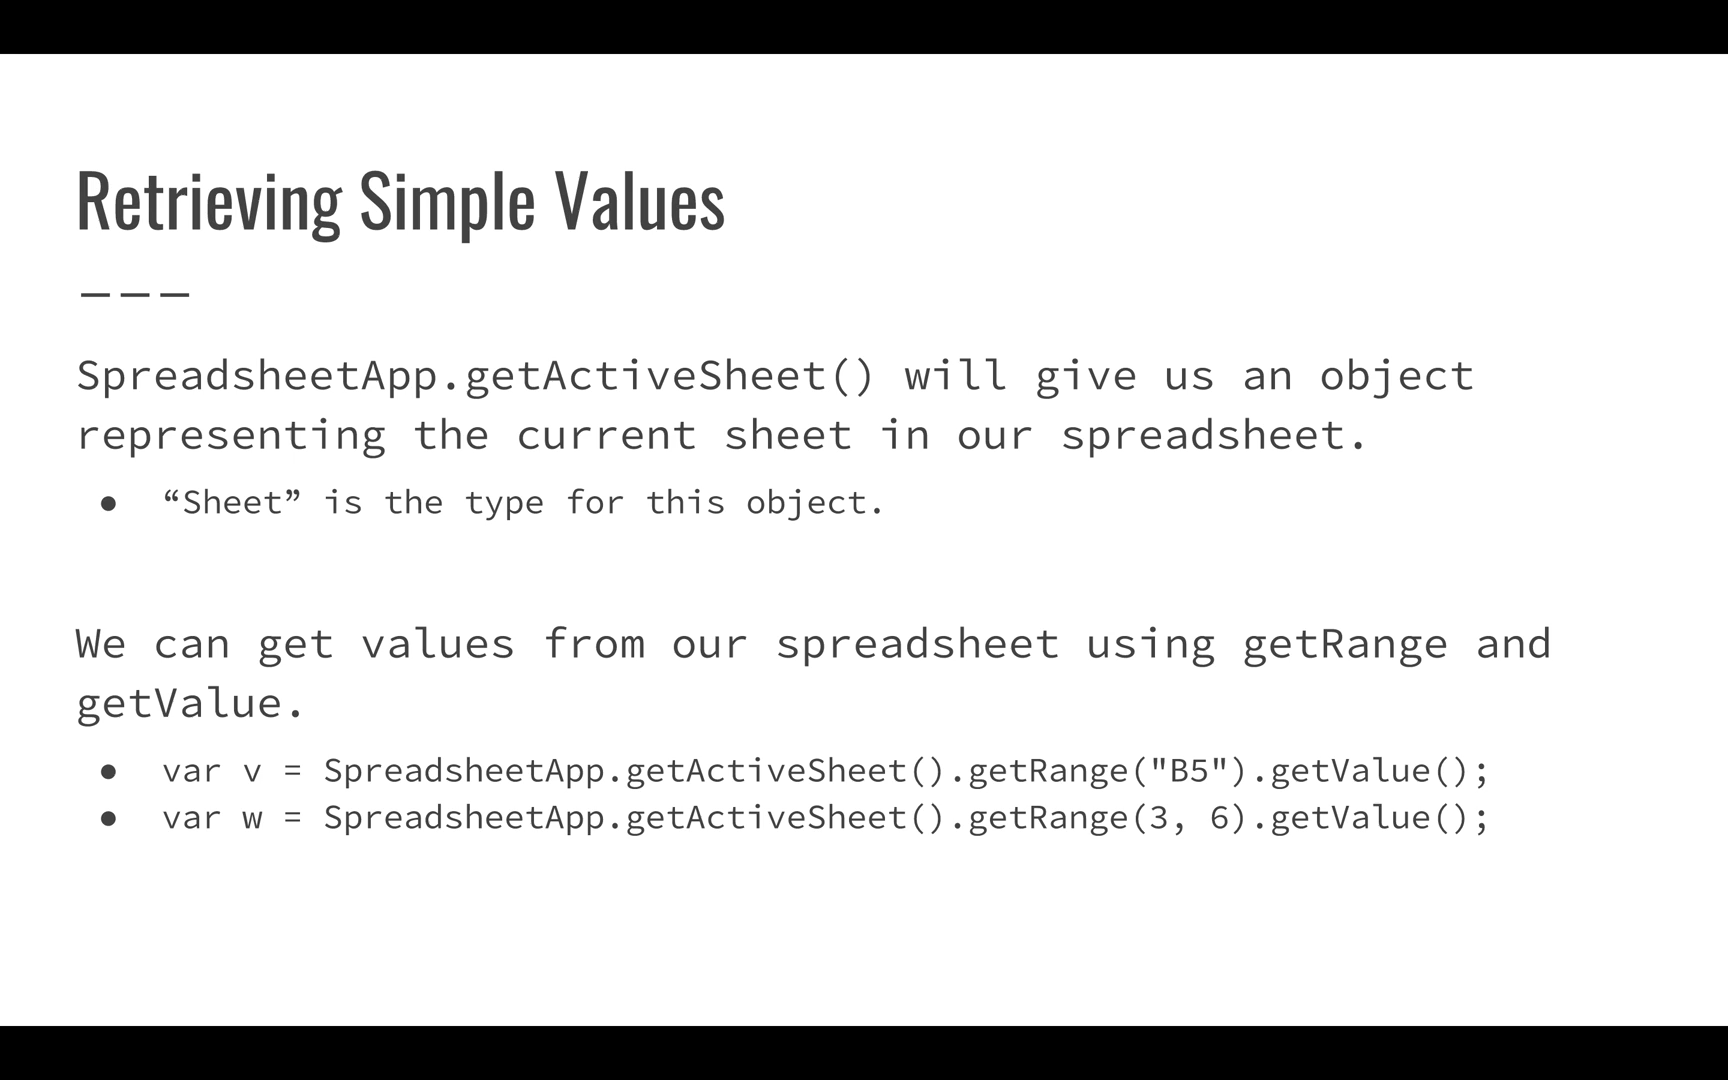 Retrieving Simple Values
———
SpreadsheetApp.getActiveSheet() will give us an object
representing the current sheet in our spreadsheet.
● “Sheet” is the type for this object.
We can get values from our spreadsheet using getRange and
getValue.
● var v = SpreadsheetApp.getActiveSheet().getRange("B5").getValue();
● var w = SpreadsheetApp.getActiveSheet().getRange(3, 6).getValue();